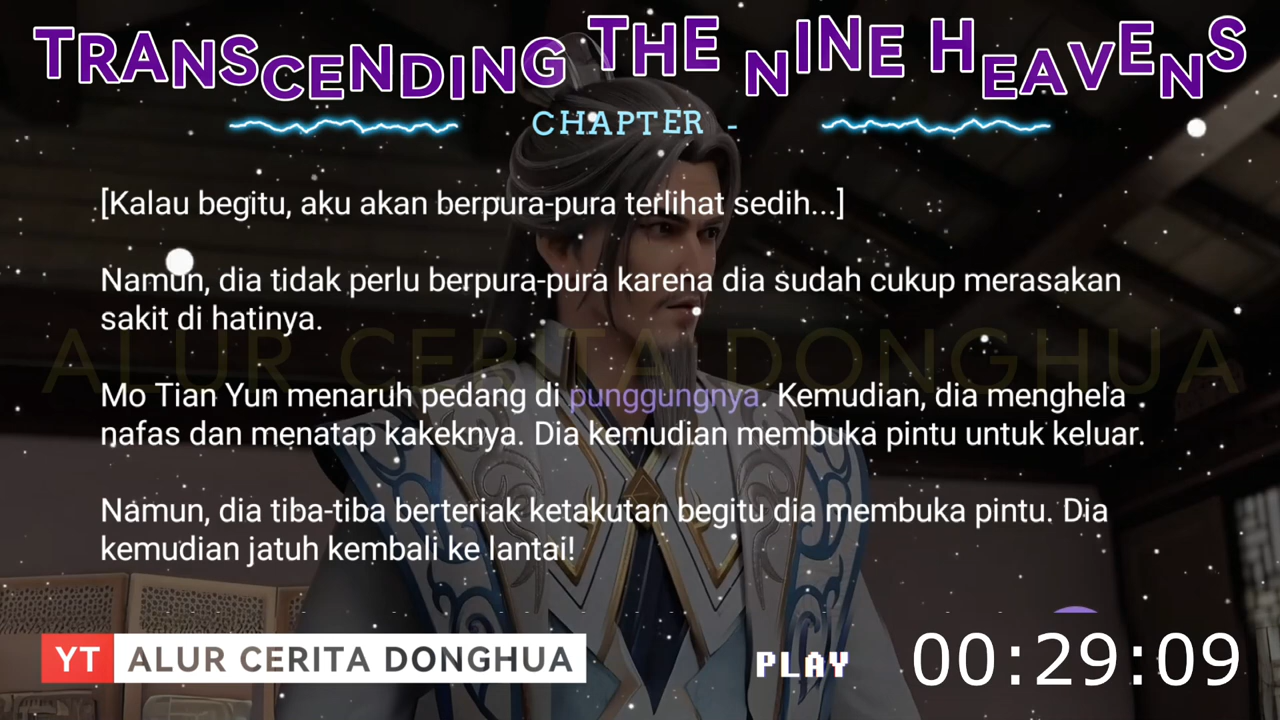 TRANSCENDING THE NINE HEAVENS
CHAPTER -
[Kalau begitu, aku akan berpura-pura terlihat sedih...]
Namun, dia tidak perlu berpura-pura karena dia sudah cukup merasakan
sakit di hatinya.
ALUR CERITA DONGHUA
Mo Tian Yun menaruh pedang di punggungnya. Kemudian, dia menghela
nafas dan menatap kakeknya. Dia kemudian membuka pintu untuk keluar.
Namun, dia tiba-tiba berteriak ketakutan begitu dia membuka pintu. Dia
kemudian jatuh kembali ke lantai!
YT ALUR CERITA DONGHUA
PLAY
00:29:09